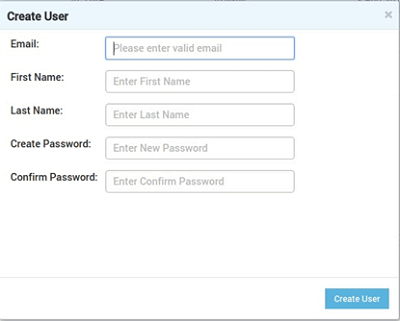 Create User ×
Email: Please enter valid email
First Name: Enter First Name
Last Name: Enter Last Name
Create Password: Enter New Password
Confirm Password: Enter Confirm Password
Create User